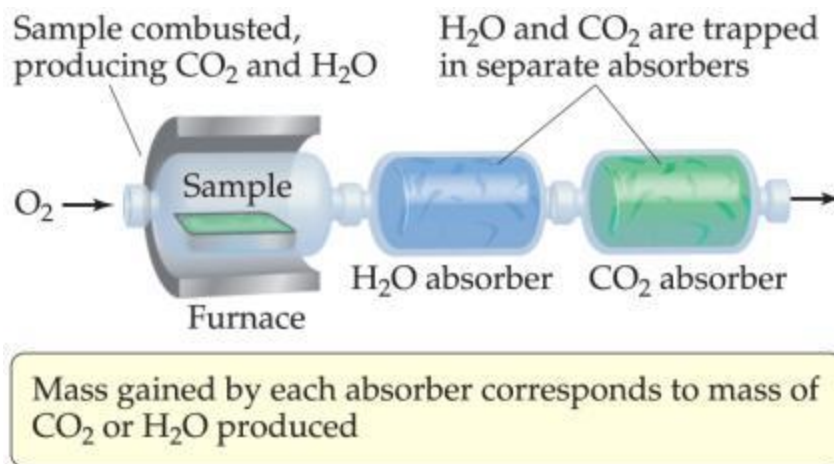 Sample combusted,
producing CO₂ and H₂O
H₂O and CO₂ are trapped
in separate absorbers
O₂
Sample
H₂O absorber
CO₂ absorber
Furnace
Mass gained by each absorber corresponds to mass of
CO₂ or H₂O produced